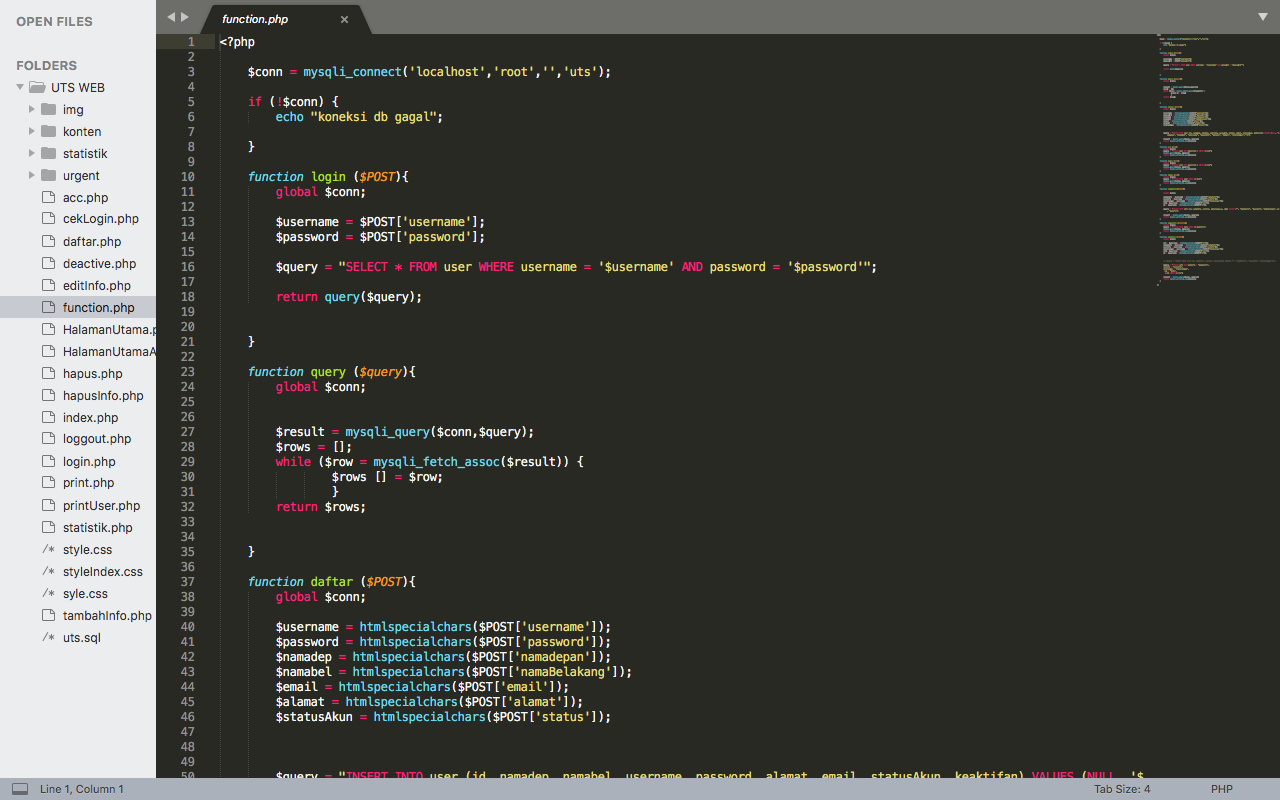 OPEN FILES
FOLDERS
UTS WEB
img
konten
statistik
urgent
acc.php
cekLogin.php
daftar.php
deactive.php
editInfo.php
function.php
HalamanUtama.p
HalamanUtamaA
hapus.php
hapusInfo.php
index.php
loggout.php
login.php
print.php
printUser.php
statistik.php
/* style.css
/* styleIndex.css
/* syle.css
tambahInfo.php
/* uts.sql
function.php ×
1 <?php
2
3 $conn = mysqli_connect('localhost','root','','uts');
4
5 if (!$conn) {
6 echo "koneksi db gagal";
7
8 }
9
10 function login ($POST){
11 global $conn;
12
13 $username = $POST['username'];
14 $password = $POST['password'];
15
16 $query = "SELECT * FROM user WHERE username = '$username' AND password = '$password'";
17
18 return query($query);
19
20
21 }
22
23 function query ($query){
24 global $conn;
25
26
27 $result = mysqli_query($conn,$query);
28 $rows = [];
29 while ($row = mysqli_fetch_assoc($result)) {
30 $rows [] = $row;
31 }
32 return $rows;
33
34
35 }
36
37 function daftar ($POST){
38 global $conn;
39
40 $username = htmlspecialchars($POST['username']);
41 $password = htmlspecialchars($POST['password']);
42 $namadep = htmlspecialchars($POST['namadepan']);
43 $namabel = htmlspecialchars($POST['namaBelakang']);
44 $email = htmlspecialchars($POST['email']);
45 $alamat = htmlspecialchars($POST['alamat']);
46 $statusAkun = htmlspecialchars($POST['status']);
47
48
49
50 $query = "INSERT INTO user (id, namadep, namabel, username, password, alamat, email, statusAkun, keaktifan) VALUES (NULL, '$
Line 1, Column 1
Tab Size: 4
PHP